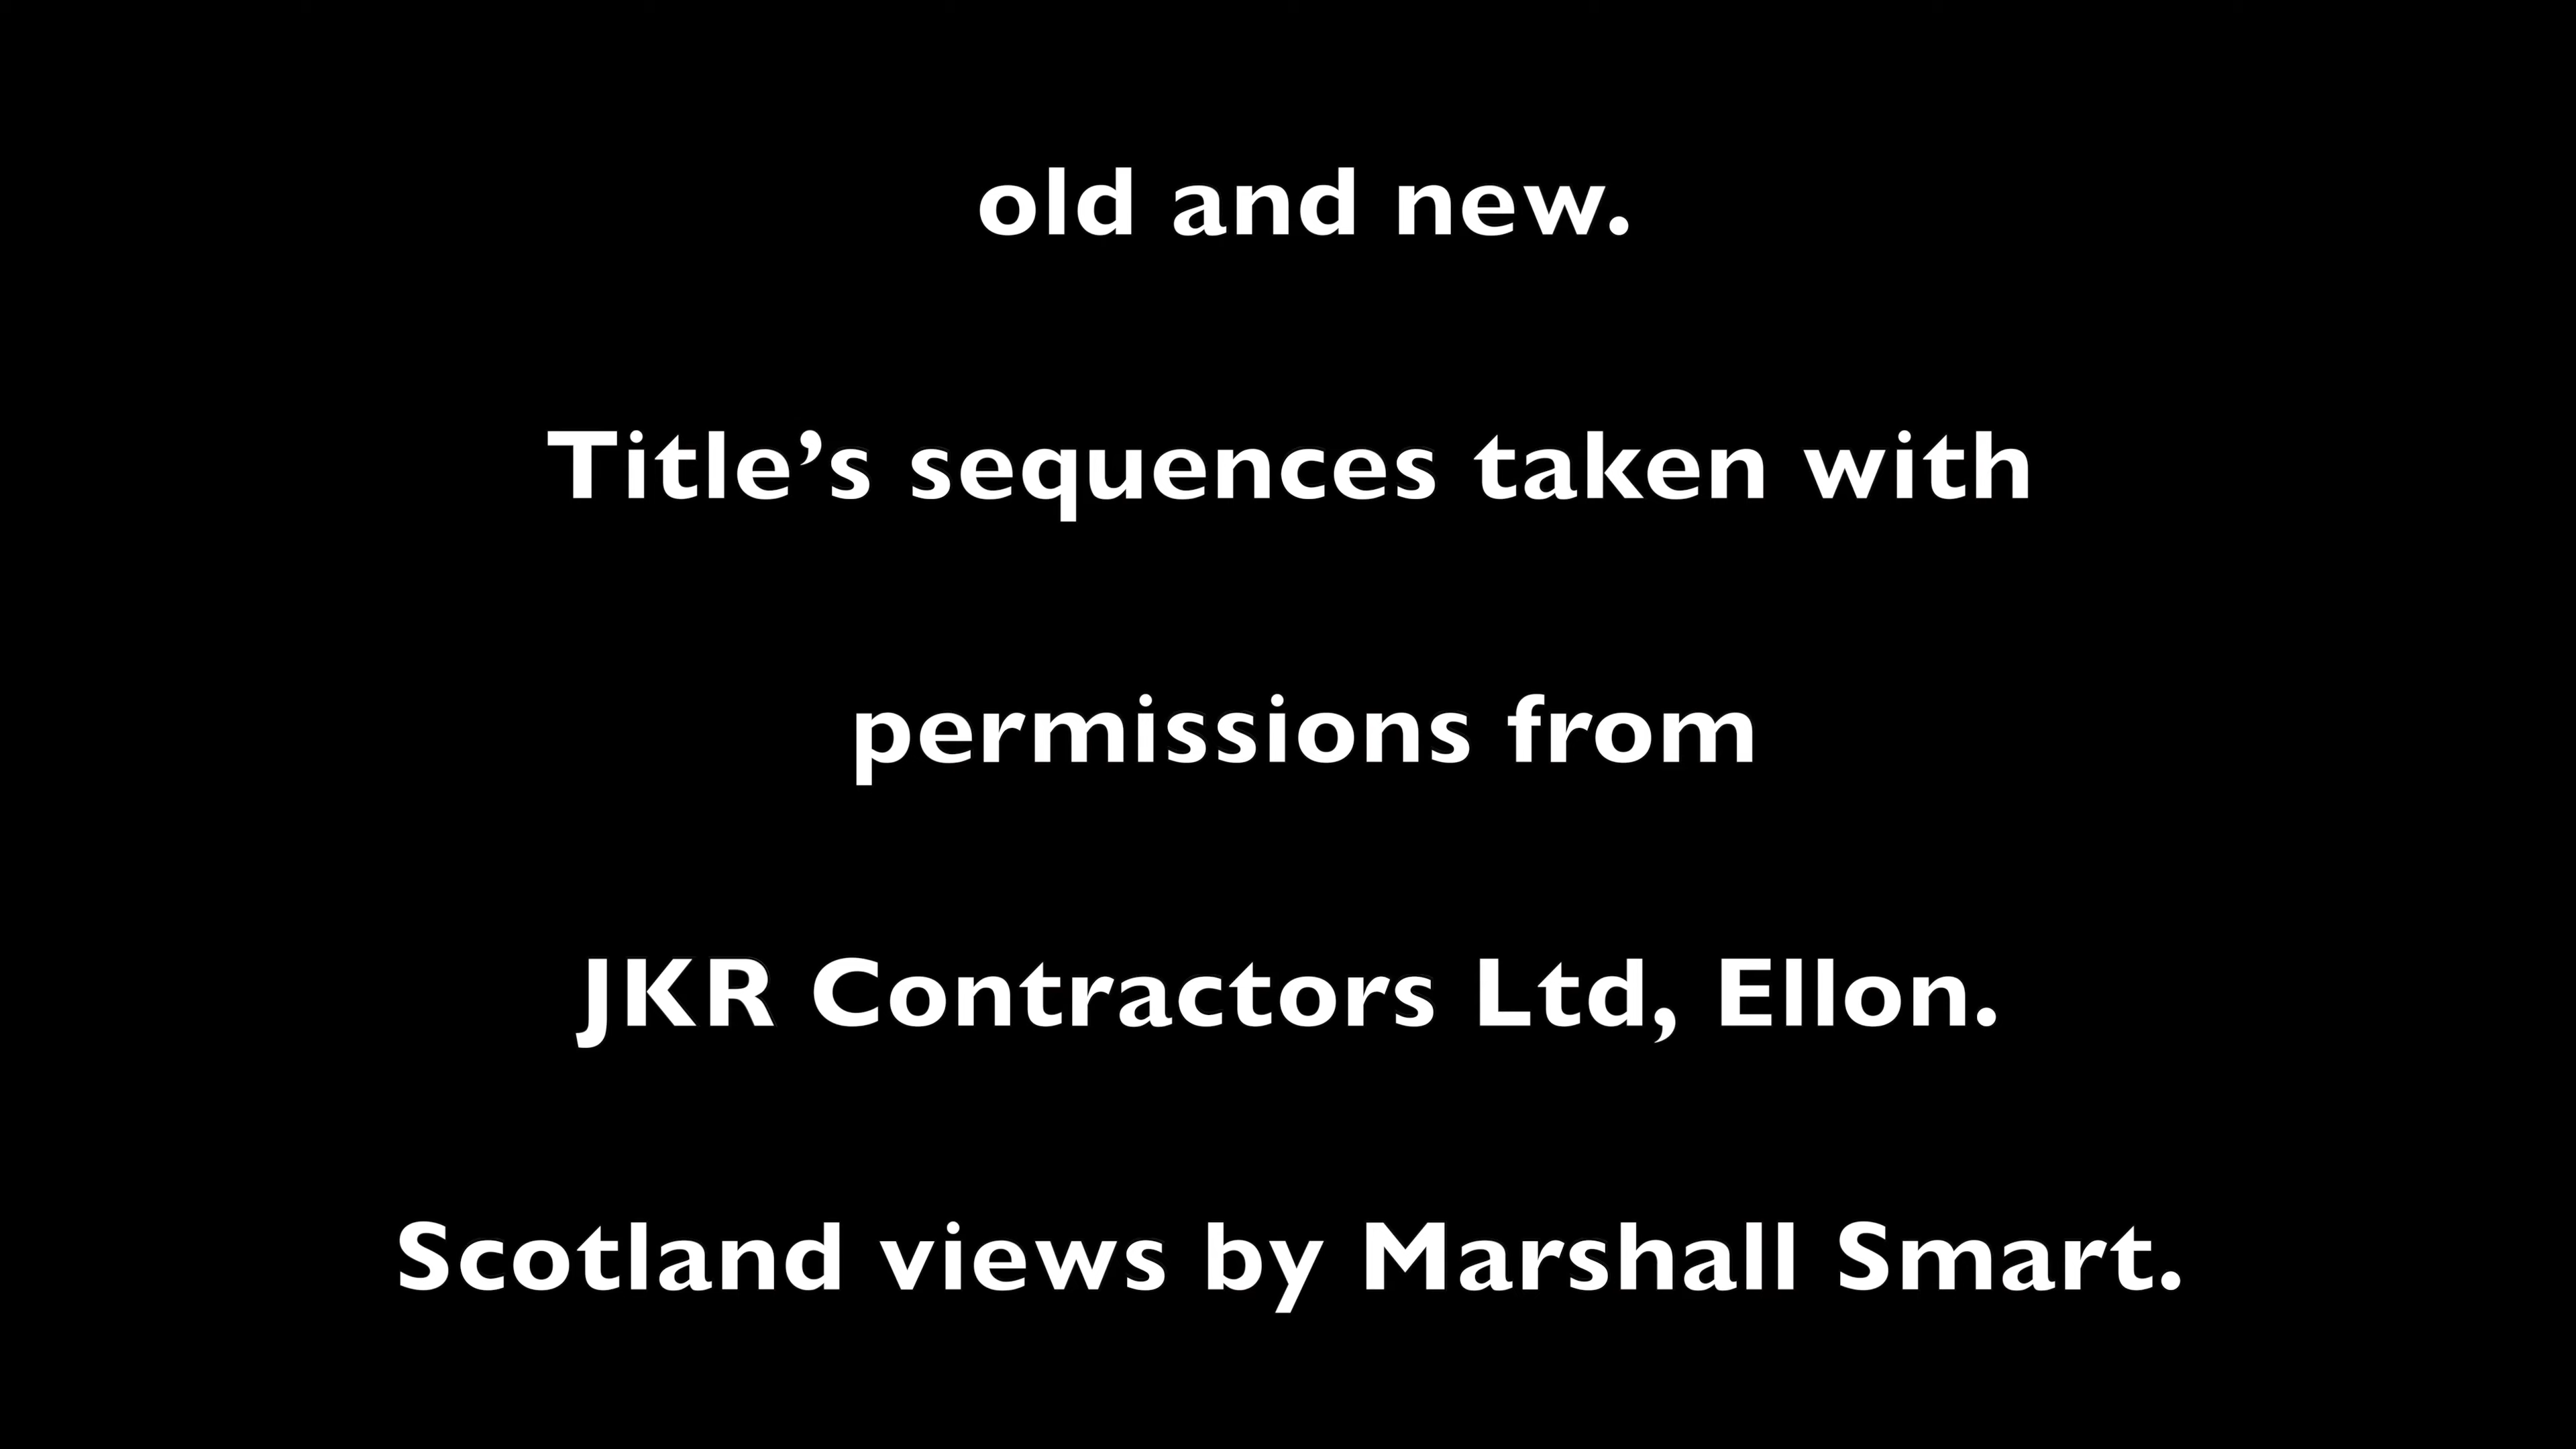 old and new.
Title’s sequences taken with
permissions from
JKR Contractors Ltd, Ellon.
Scotland views by Marshall Smart.